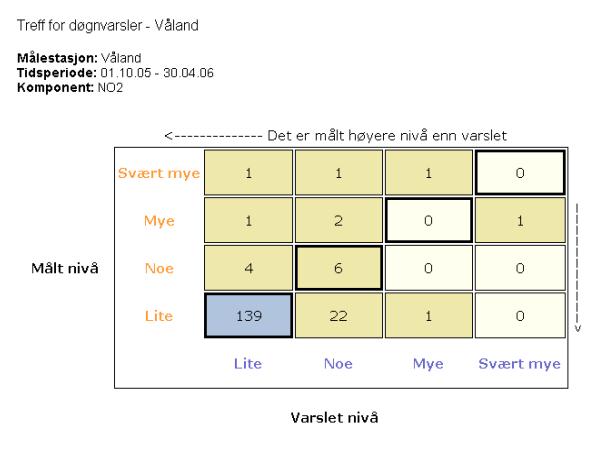 Treff for døgnvarsler - Våland
Målestasjon: Våland
Tidsperiode: 01.10.05 - 30.04.06
Komponent: NO2
<-------------- Det er målt høyere nivå enn varslet
Svært mye 1 1 1 0
Mye 1 2 0 1
Målt nivå Noe 4 6 0 0
Lite 139 22 1 0
Lite Noe Mye Svært mye
Varslet nivå